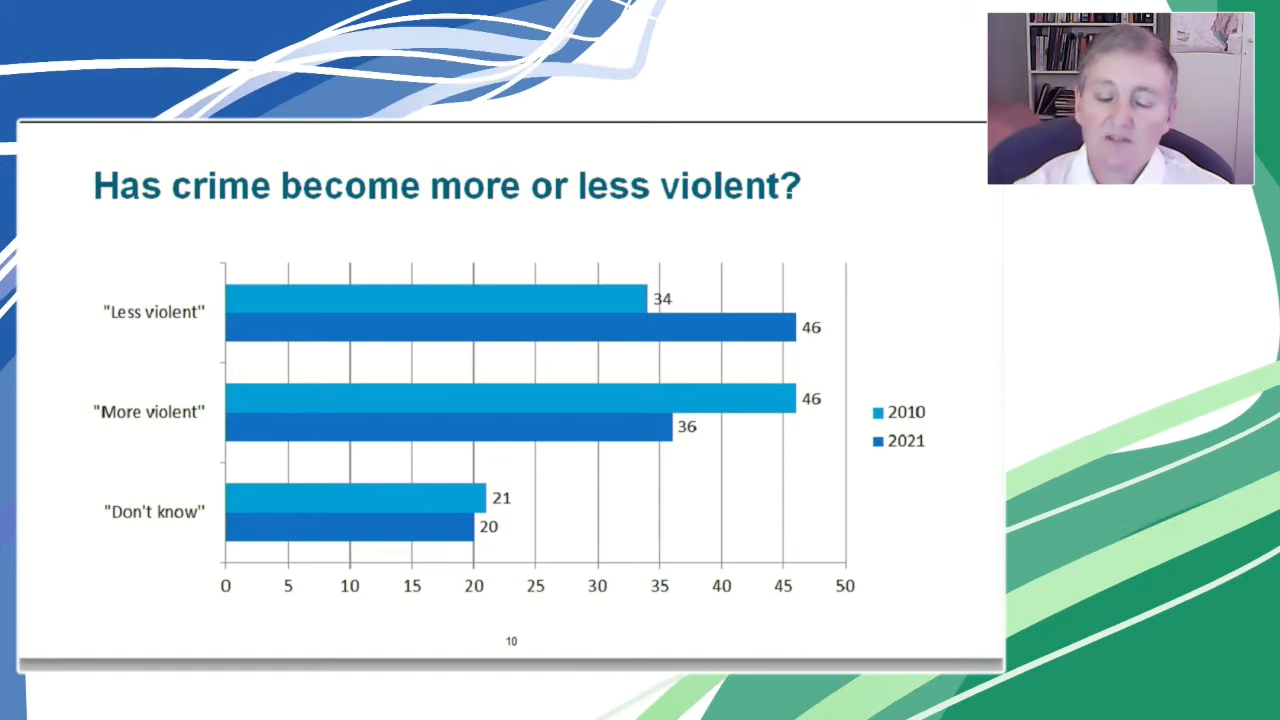 Has crime become more or less violent?
"Less violent"
34
46
"More violent"
46
36
2010
2021
"Don't know"
21
20
0 5 10 15 20 25 30 35 40 45 50
10